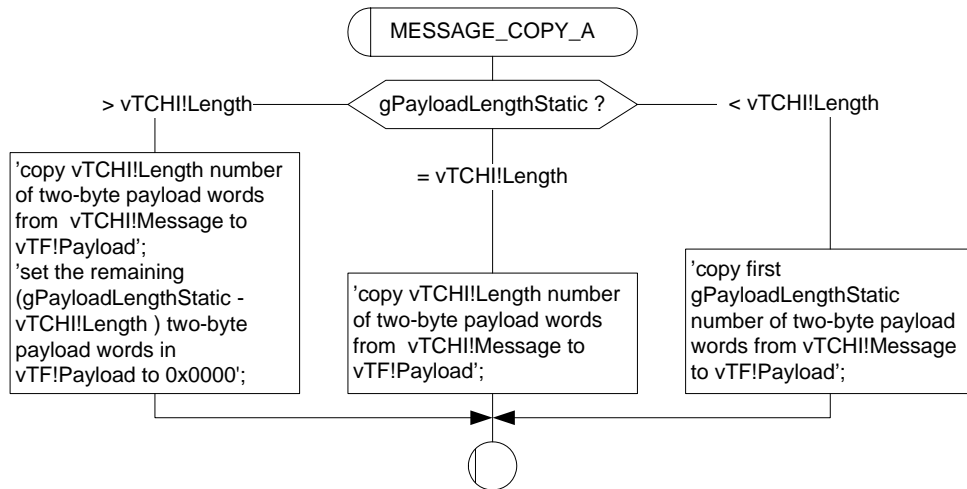 MESSAGE_COPY_A
> vTCHI!Length
gPayloadLengthStatic ?
< vTCHI!Length
'copy vTCHI!Length number
of two-byte payload words
from vTCHI!Message to
vTF!Payload';
'set the remaining
(gPayloadLengthStatic -
vTCHI!Length ) two-byte
payload words in
vTF!Payload to 0x0000';
= vTCHI!Length
'copy vTCHI!Length number
of two-byte payload words
from vTCHI!Message to
vTF!Payload';
'copy first
gPayloadLengthStatic
number of two-byte payload
words from vTCHI!Message
to vTF!Payload';